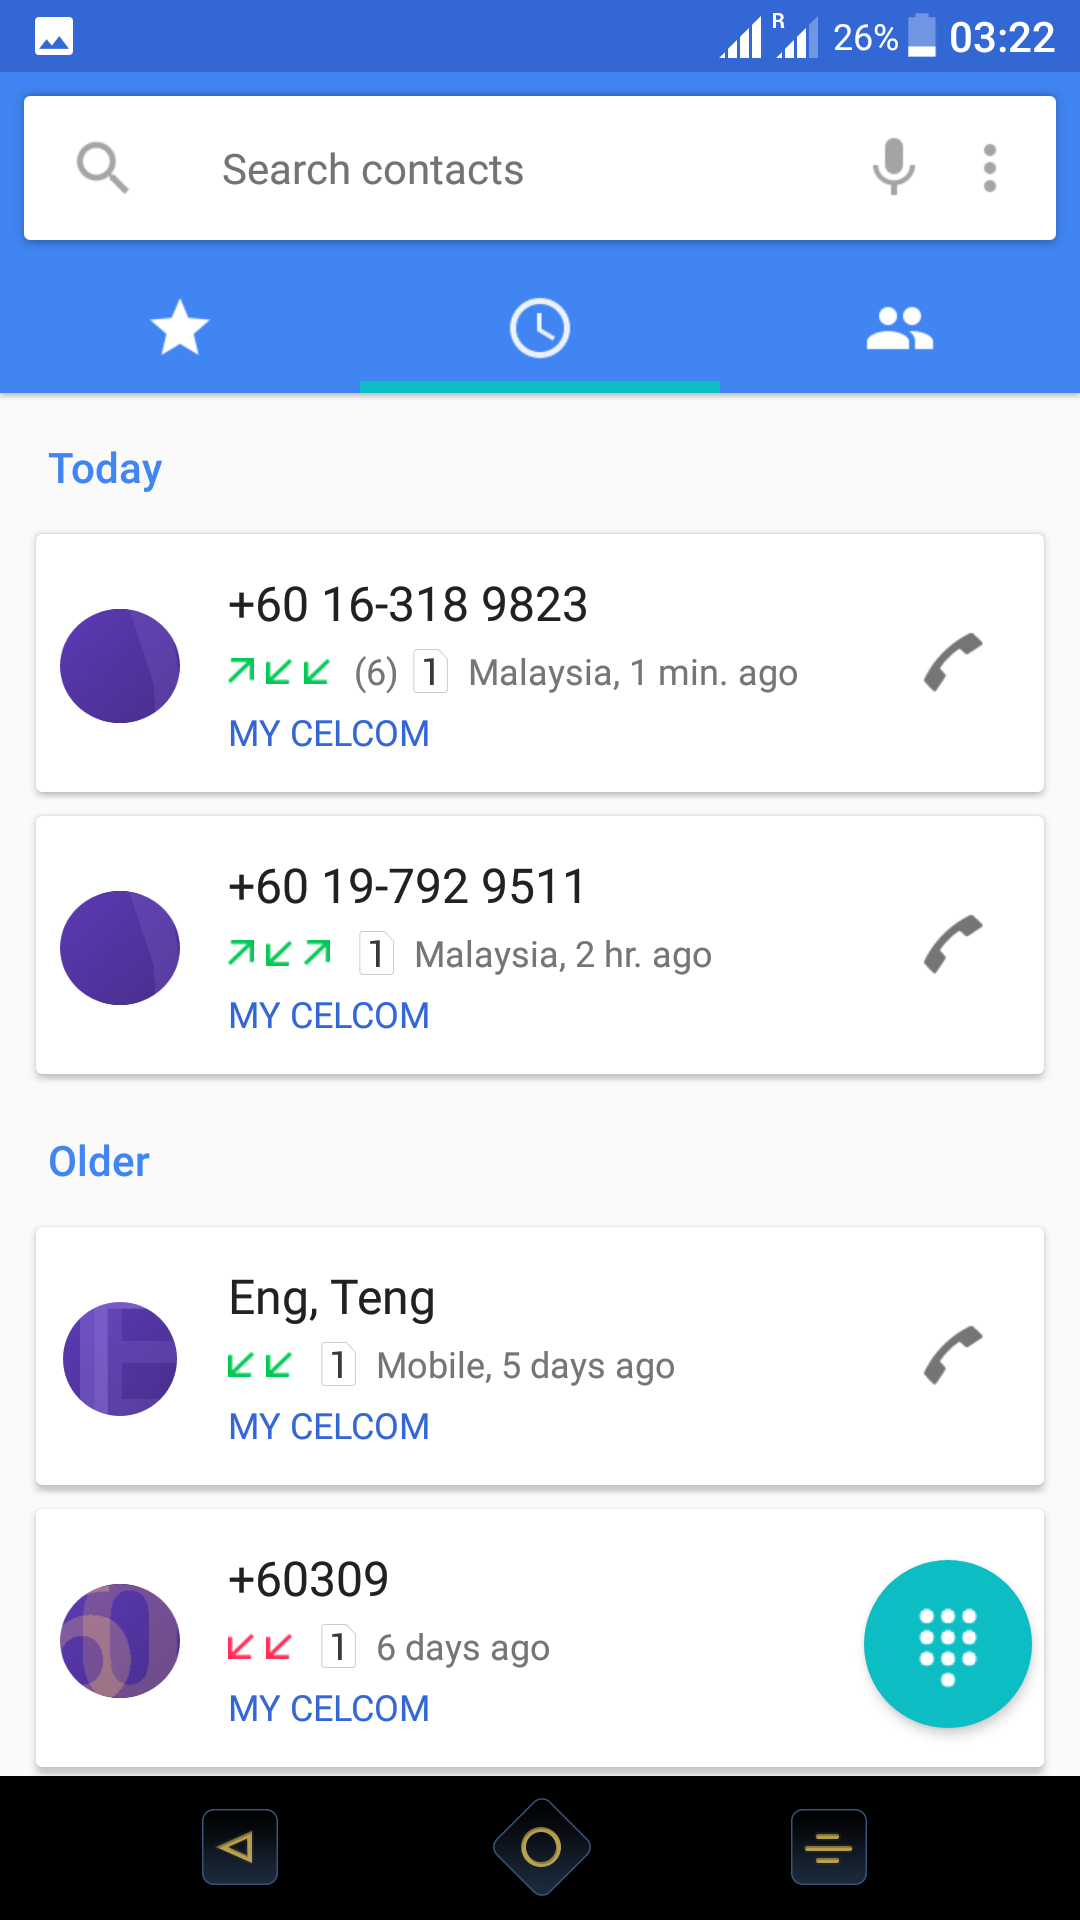 R 26% 03:22
Search contacts
Today
+60 16-318 9823
(6) 1 Malaysia, 1 min. ago
MY CELCOM
+60 19-792 9511
1 Malaysia, 2 hr. ago
MY CELCOM
Older
Eng, Teng
1 Mobile, 5 days ago
MY CELCOM
+60309
1 6 days ago
MY CELCOM